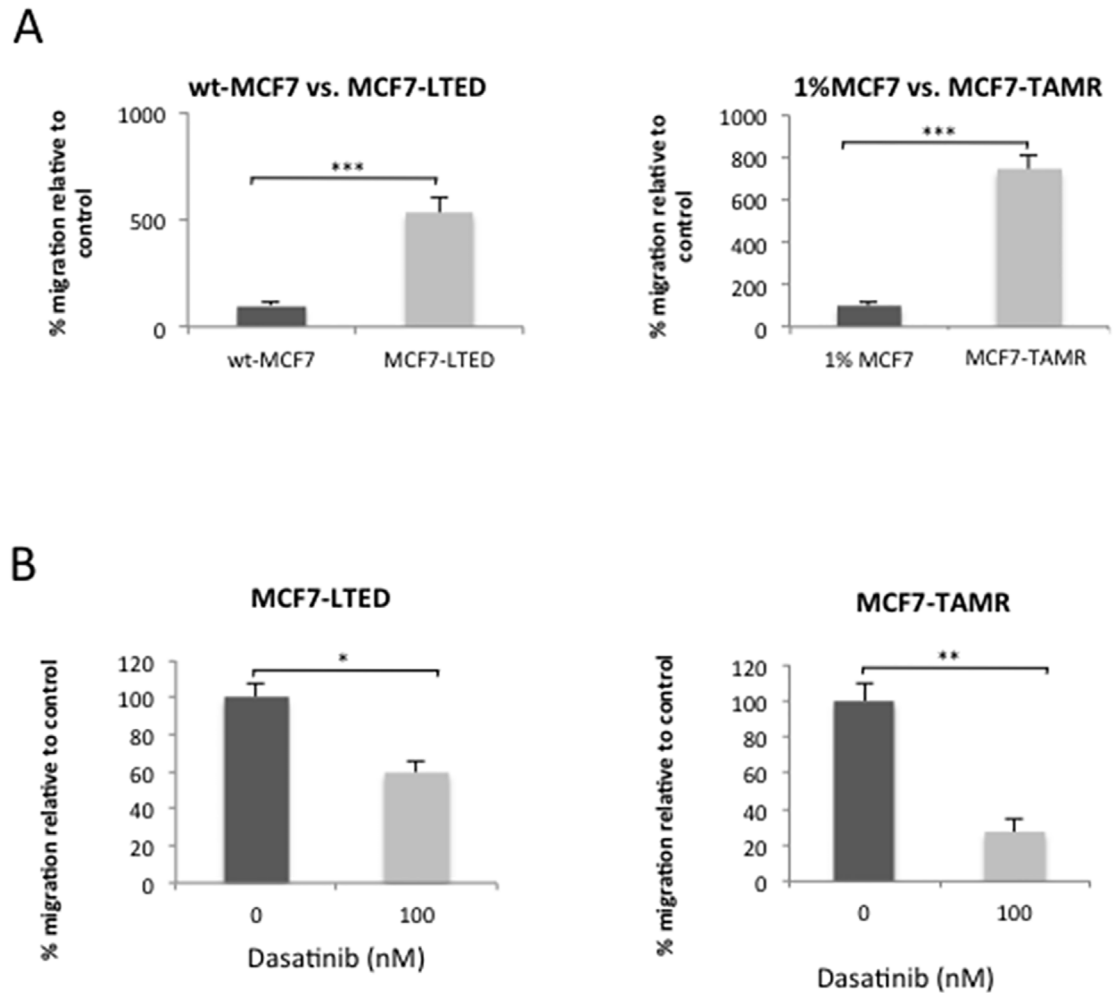 A
wt-MCF7 vs. MCF7-LTED
% migration relative to
control
1000
500
0
***
wt-MCF7
MCF7-LTED
1%MCF7 vs. MCF7-TAMR
% migration relative to
control
1000
800
600
400
200
0
***
1% MCF7
MCF7-TAMR
B
MCF7-LTED
% migration relative to control
120
100
80
60
40
20
0
*
0
100
Dasatinib (nM)
MCF7-TAMR
% migration relative to control
120
100
80
60
40
20
0
**
0
100
Dasatinib (nM)